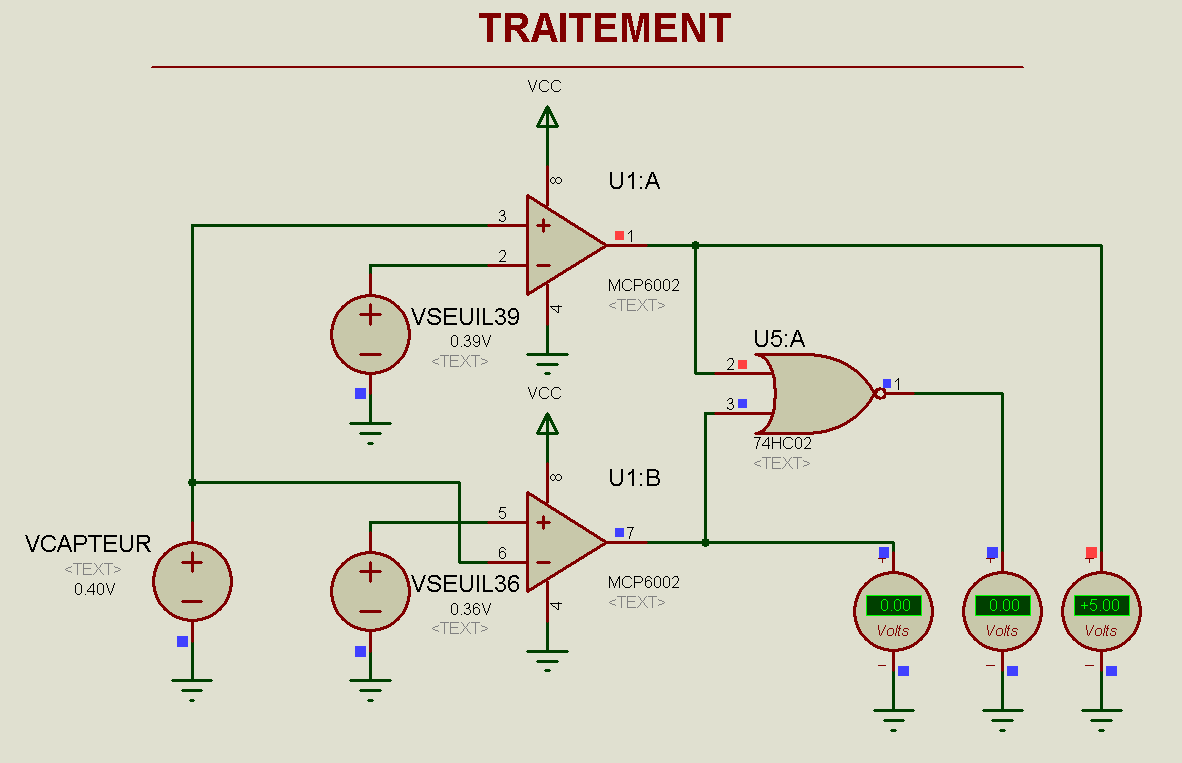 TRAITEMENT
VCC
8
U1:A
3
+
1
2
−
MCP6002
<TEXT>
4
+
−
VSEUIL39
0.39V
<TEXT>
VCC
8
U1:B
5
+
7
6
−
MCP6002
<TEXT>
4
+
−
VSEUIL36
0.36V
<TEXT>
U5:A
2
3
1
74HC02
<TEXT>
VCAPTEUR
<TEXT>
0.40V
+
−
+
0.00
Volts
−
+
0.00
Volts
−
+
+5.00
Volts
−